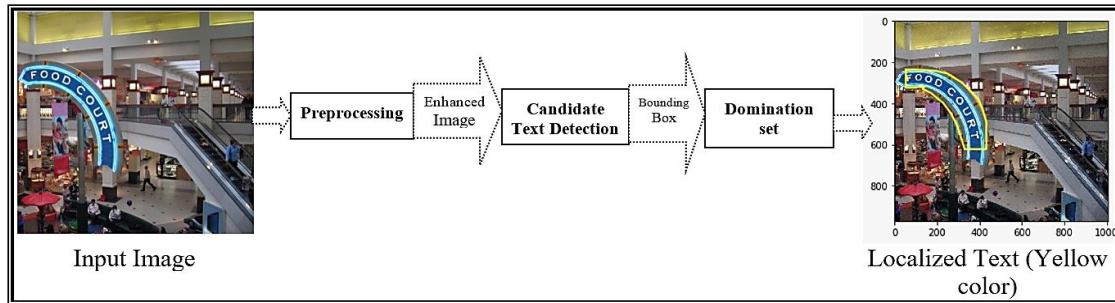 FOOD COURT
Input Image
Preprocessing
Enhanced
Image
Candidate
Text Detection
Bounding
Box
Domination
set
0
200
400
600
800
0
200
400
600
800
1000
FOOD COURT
Localized Text (Yellow
color)